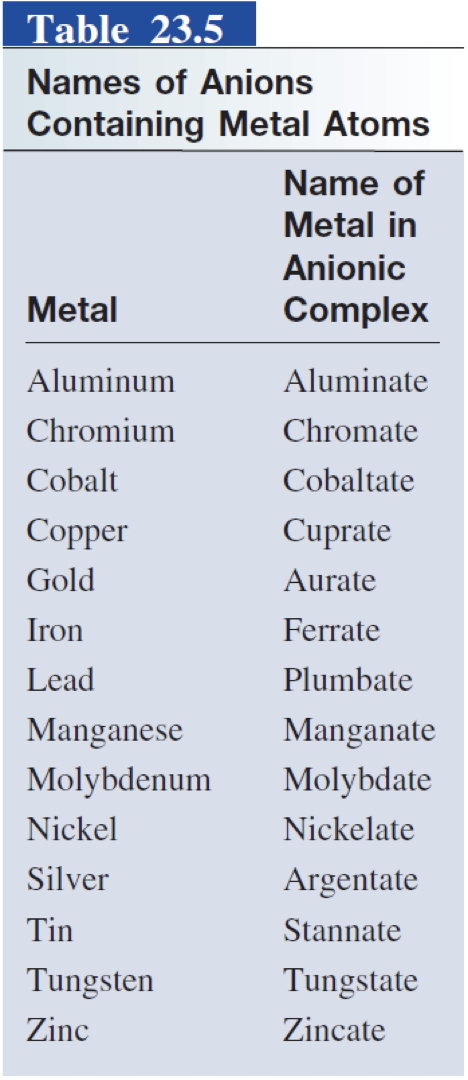 Table 23.5
Names of Anions
Containing Metal Atoms
Name of
Metal in
Anionic
Metal Complex
Aluminum Aluminate
Chromium Chromate
Cobalt Cobaltate
Copper Cuprate
Gold Aurate
Iron Ferrate
Lead Plumbate
Manganese Manganate
Molybdenum Molybdate
Nickel Nickelate
Silver Argentate
Tin Stannate
Tungsten Tungstate
Zinc Zincate